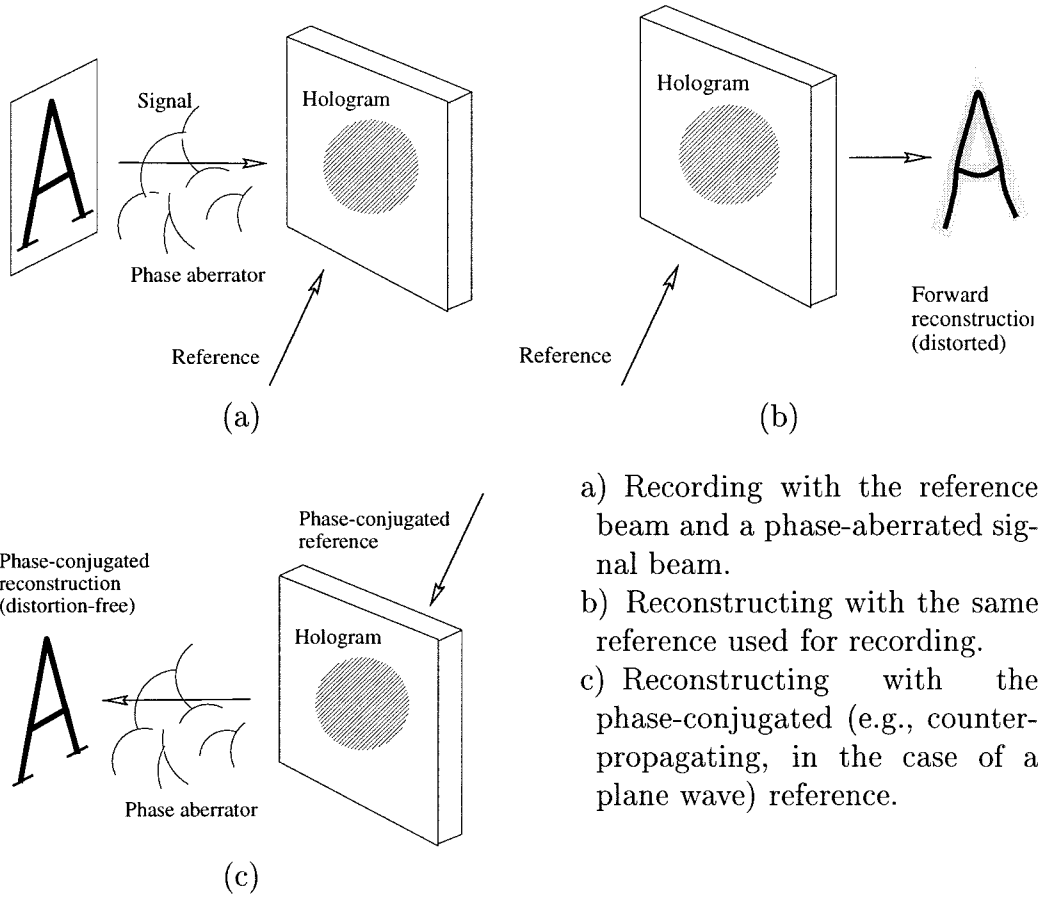 Signal
Hologram
Phase aberrator
Reference
(a)
Hologram
Reference
Forward
reconstructio
(distorted)
(b)
Phase-conjugated
reference
Phase-conjugated
reconstruction
(distortion-free)
Hologram
Phase aberrator
(c)
a) Recording with the reference
beam and a phase-aberrated sig-
nal beam.
b) Reconstructing with the same
reference used for recording.
c) Reconstructing with the
phase-conjugated (e.g., counter-
propagating, in the case of a
plane wave) reference.